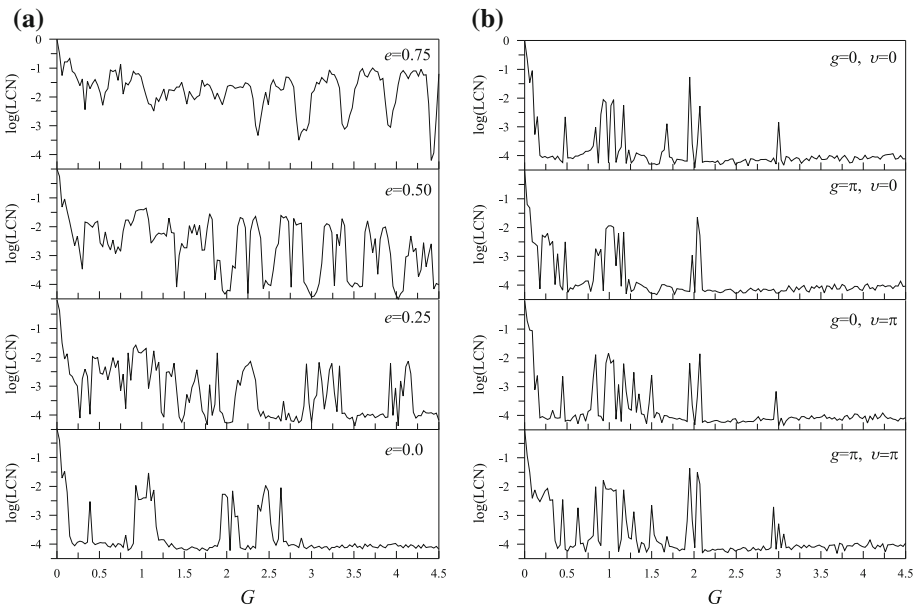 (a)
(b)
0
-1
-2
-3
-4
log(LCN)
e=0.75
-1
-2
-3
-4
log(LCN)
e=0.50
-1
-2
-3
-4
log(LCN)
e=0.25
-1
-2
-3
-4
log(LCN)
e=0.0
0 0.5 1 1.5 2 2.5 3 3.5 4 4.5
G
0
-1
-2
-3
-4
log(LCN)
g=0, υ=0
-1
-2
-3
-4
log(LCN)
g=π, υ=0
-1
-2
-3
-4
log(LCN)
g=0, υ=π
-1
-2
-3
-4
log(LCN)
g=π, υ=π
0 0.5 1 1.5 2 2.5 3 3.5 4 4.5
G